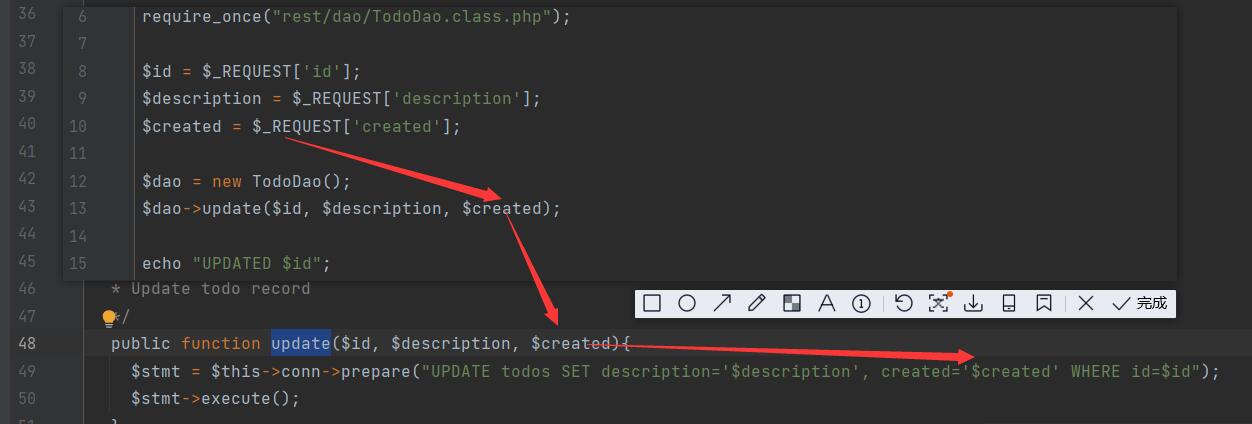 36 6 require_once("rest/dao/TodoDao.class.php");
37 7
38 8 $id = $_REQUEST['id'];
39 9 $description = $_REQUEST['description'];
40 10 $created = $_REQUEST['created'];
41 11
42 12 $dao = new TodoDao();
43 13 $dao->update($id, $description, $created);
44 14
45 15 echo "UPDATED $id";
46 * Update todo record
47 */
A 1 完成
48 public function update($id, $description, $created){
49 $stmt = $this->conn->prepare("UPDATE todos SET description='$description', created='$created' WHERE id=$id");
50 $stmt->execute();